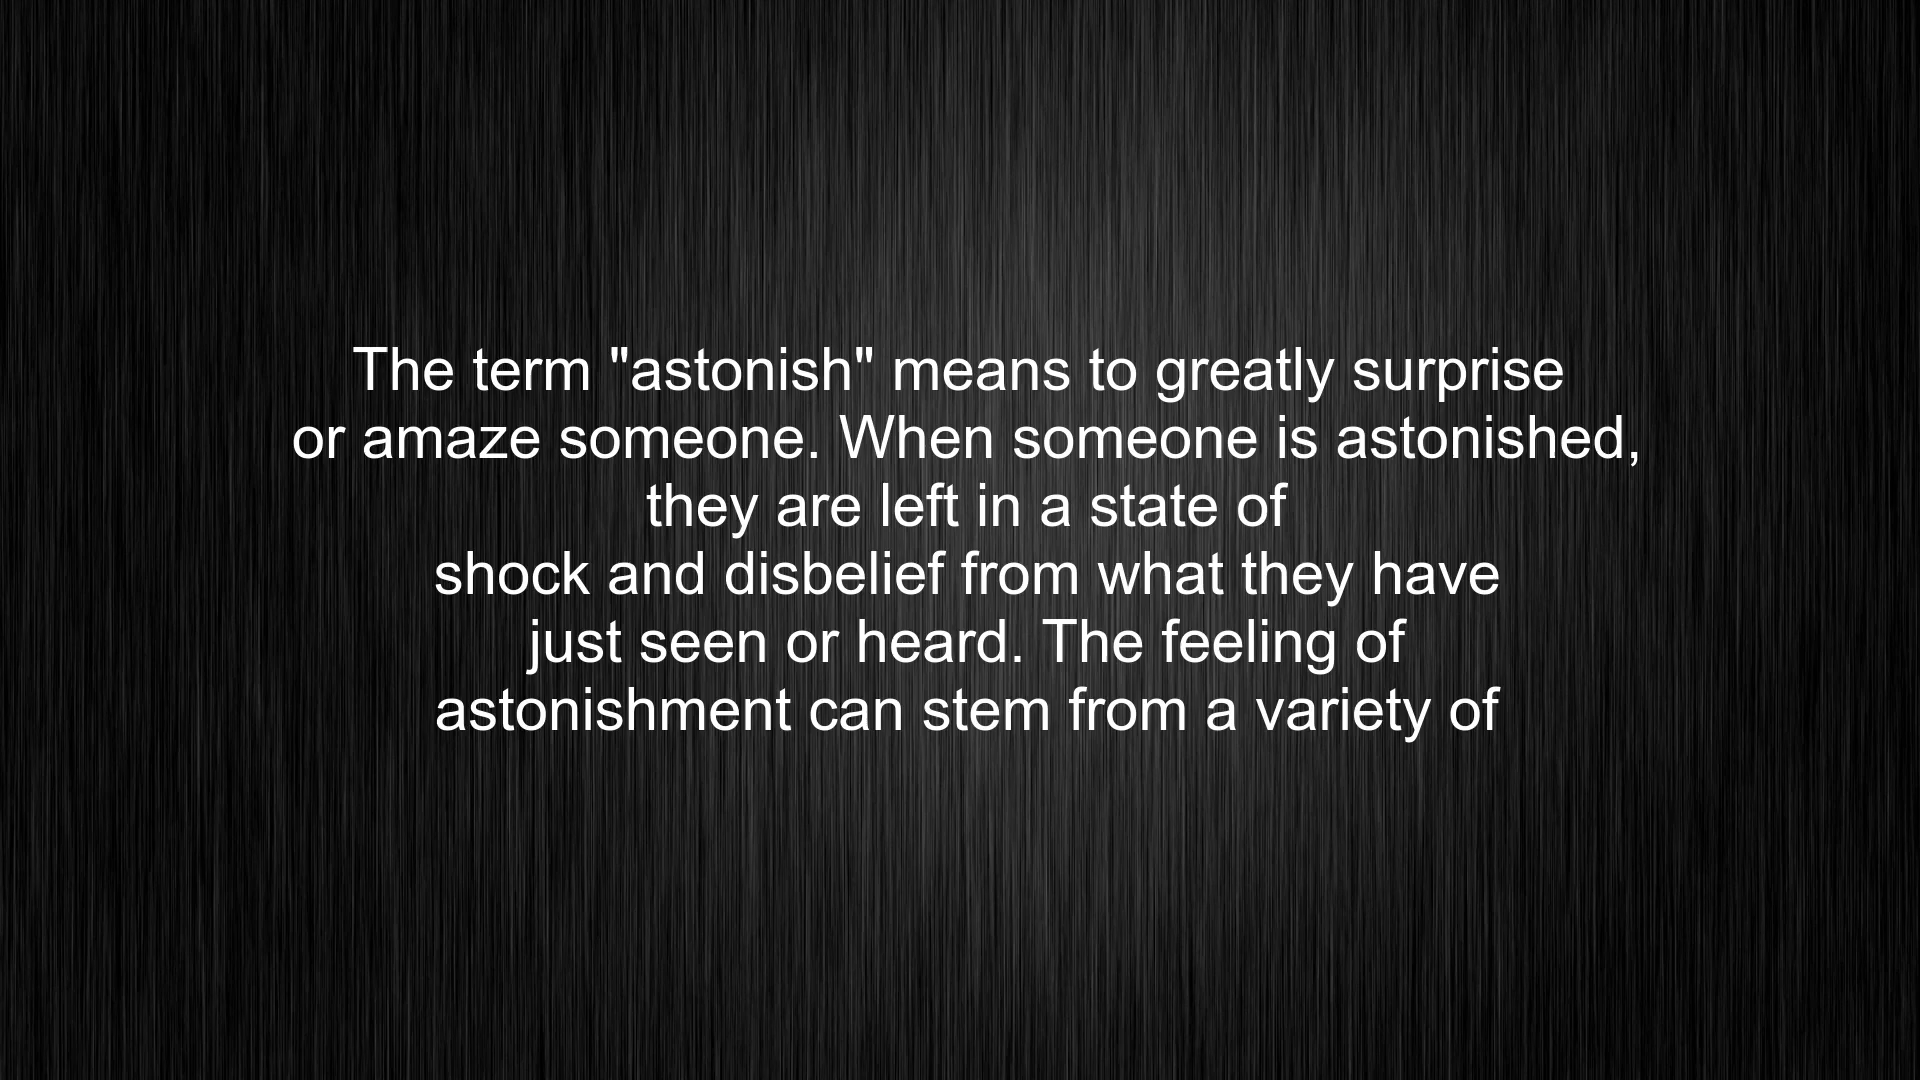 The term "astonish" means to greatly surprise
or amaze someone. When someone is astonished,
they are left in a state of
shock and disbelief from what they have
just seen or heard. The feeling of
astonishment can stem from a variety of